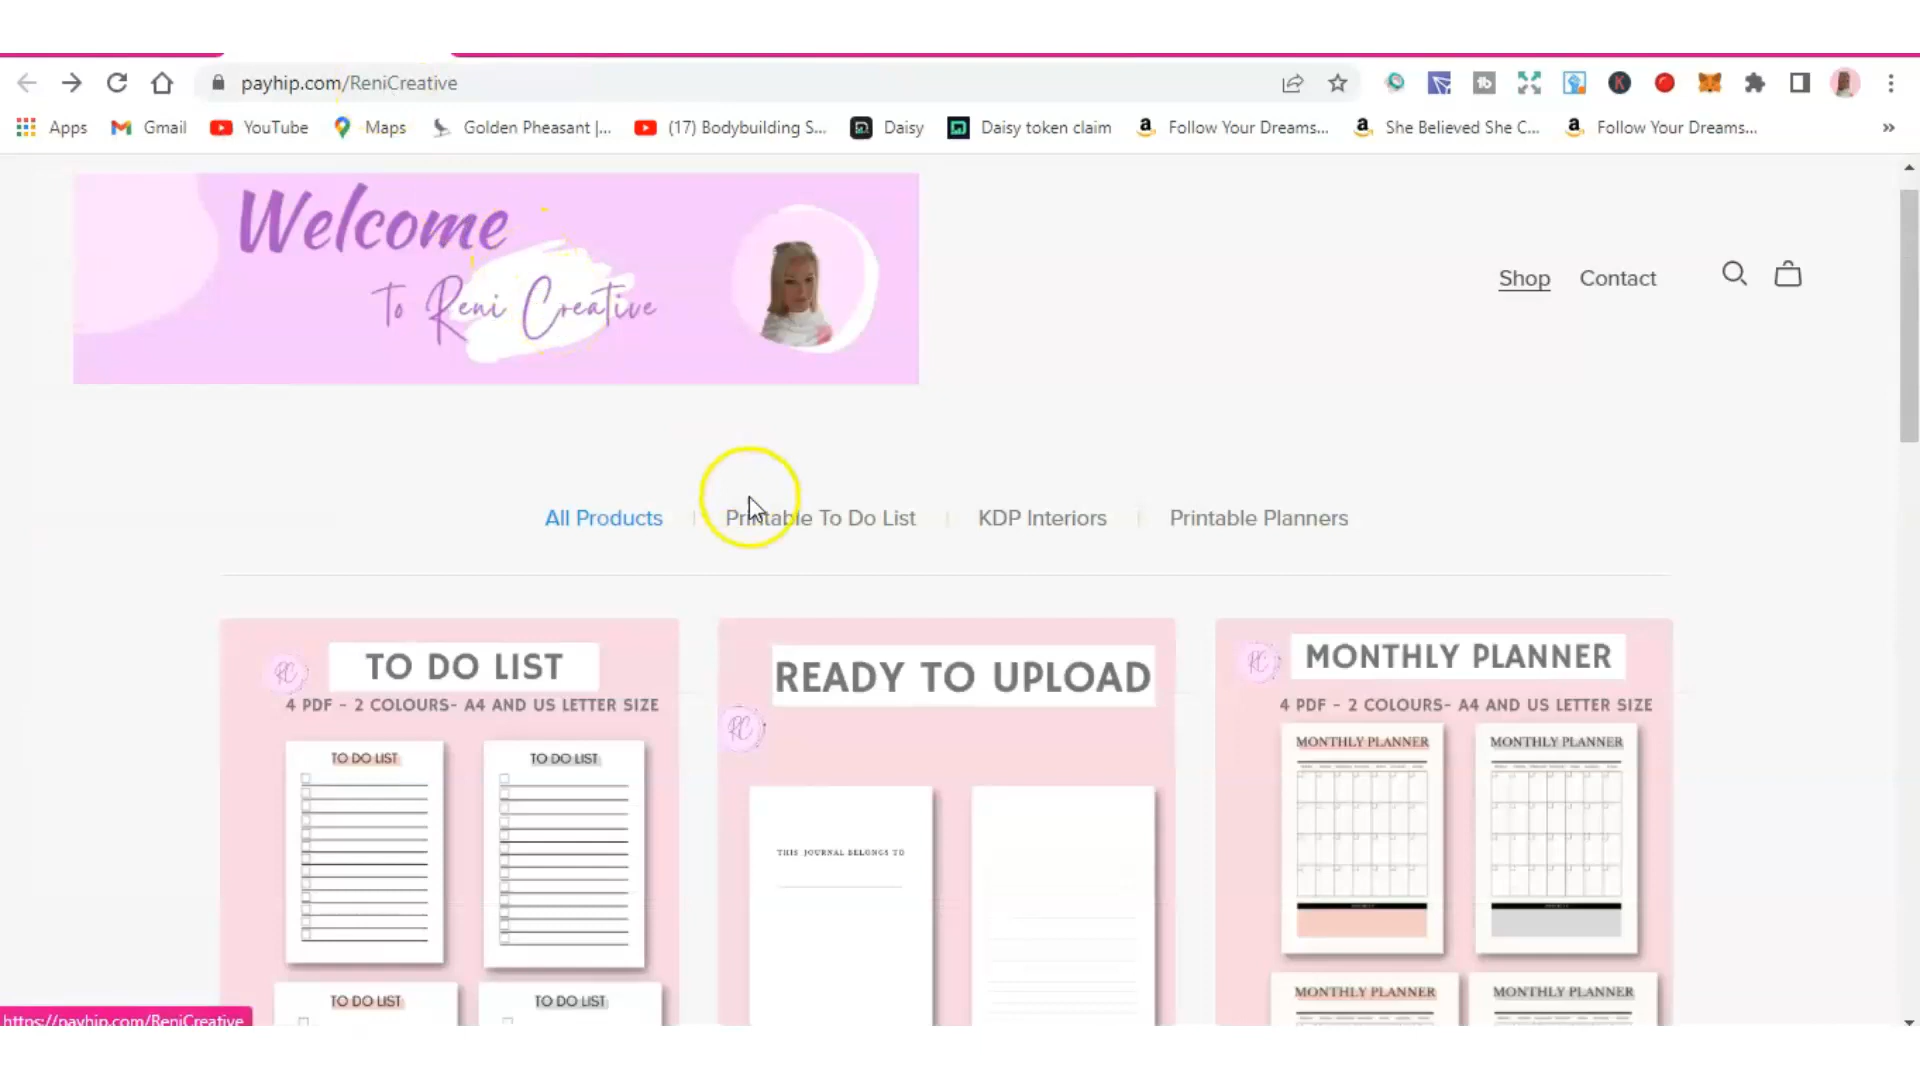 payhip.com/ReniCreative
Apps Gmail YouTube Maps Golden Pheasant |... (17) Bodybuilding S... Daisy Daisy token claim Follow Your Dreams... She Believed She C... Follow Your Dreams... »
Welcome
To Reni Creative
Shop Contact
All Products Printable To Do List KDP Interiors Printable Planners
RC TO DO LIST
4 PDF - 2 COLOURS- A4 AND US LETTER SIZE
TO DO LIST TO DO LIST
TO DO LIST TO DO LIST
READY TO UPLOAD
RC
THIS JOURNAL BELONGS TO
RC MONTHLY PLANNER
4 PDF - 2 COLOURS- A4 AND US LETTER SIZE
MONTHLY PLANNER MONTHLY PLANNER
MONTHLY PLANNER MONTHLY PLANNER
https://payhip.com/ReniCreative